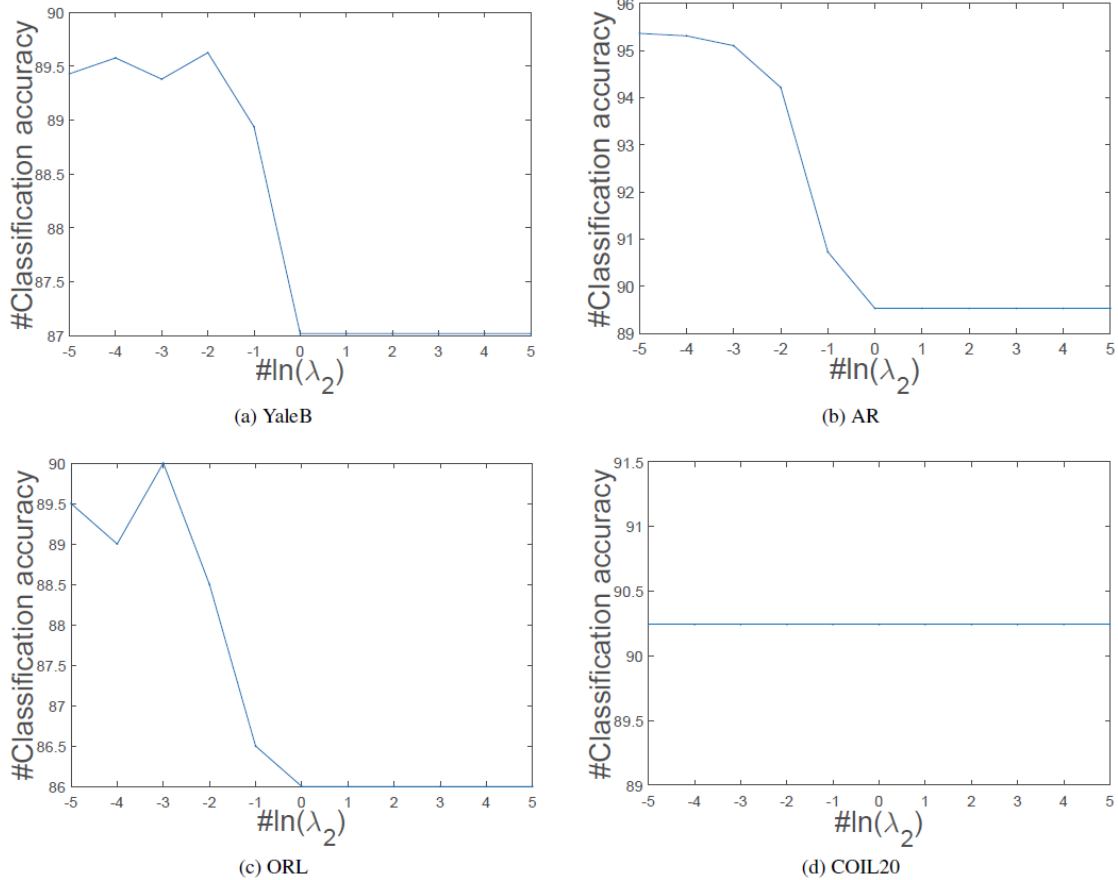 90
89.5
89
88.5
88
87.5
87
#Classification accuracy
-5 -4 -3 -2 -1 0 1 2 3 4 5
#ln(λ2)
(a) YaleB
96
95
94
93
92
91
90
89
#Classification accuracy
-5 -4 -3 -2 -1 0 1 2 3 4 5
#ln(λ2)
(b) AR
90
89.5
89
88.5
88
87.5
87
86.5
86
#Classification accuracy
-5 -4 -3 -2 -1 0 1 2 3 4 5
#ln(λ2)
(c) ORL
91.5
91
90.5
90
89.5
89
#Classification accuracy
-5 -4 -3 -2 -1 0 1 2 3 4 5
#ln(λ2)
(d) COIL20